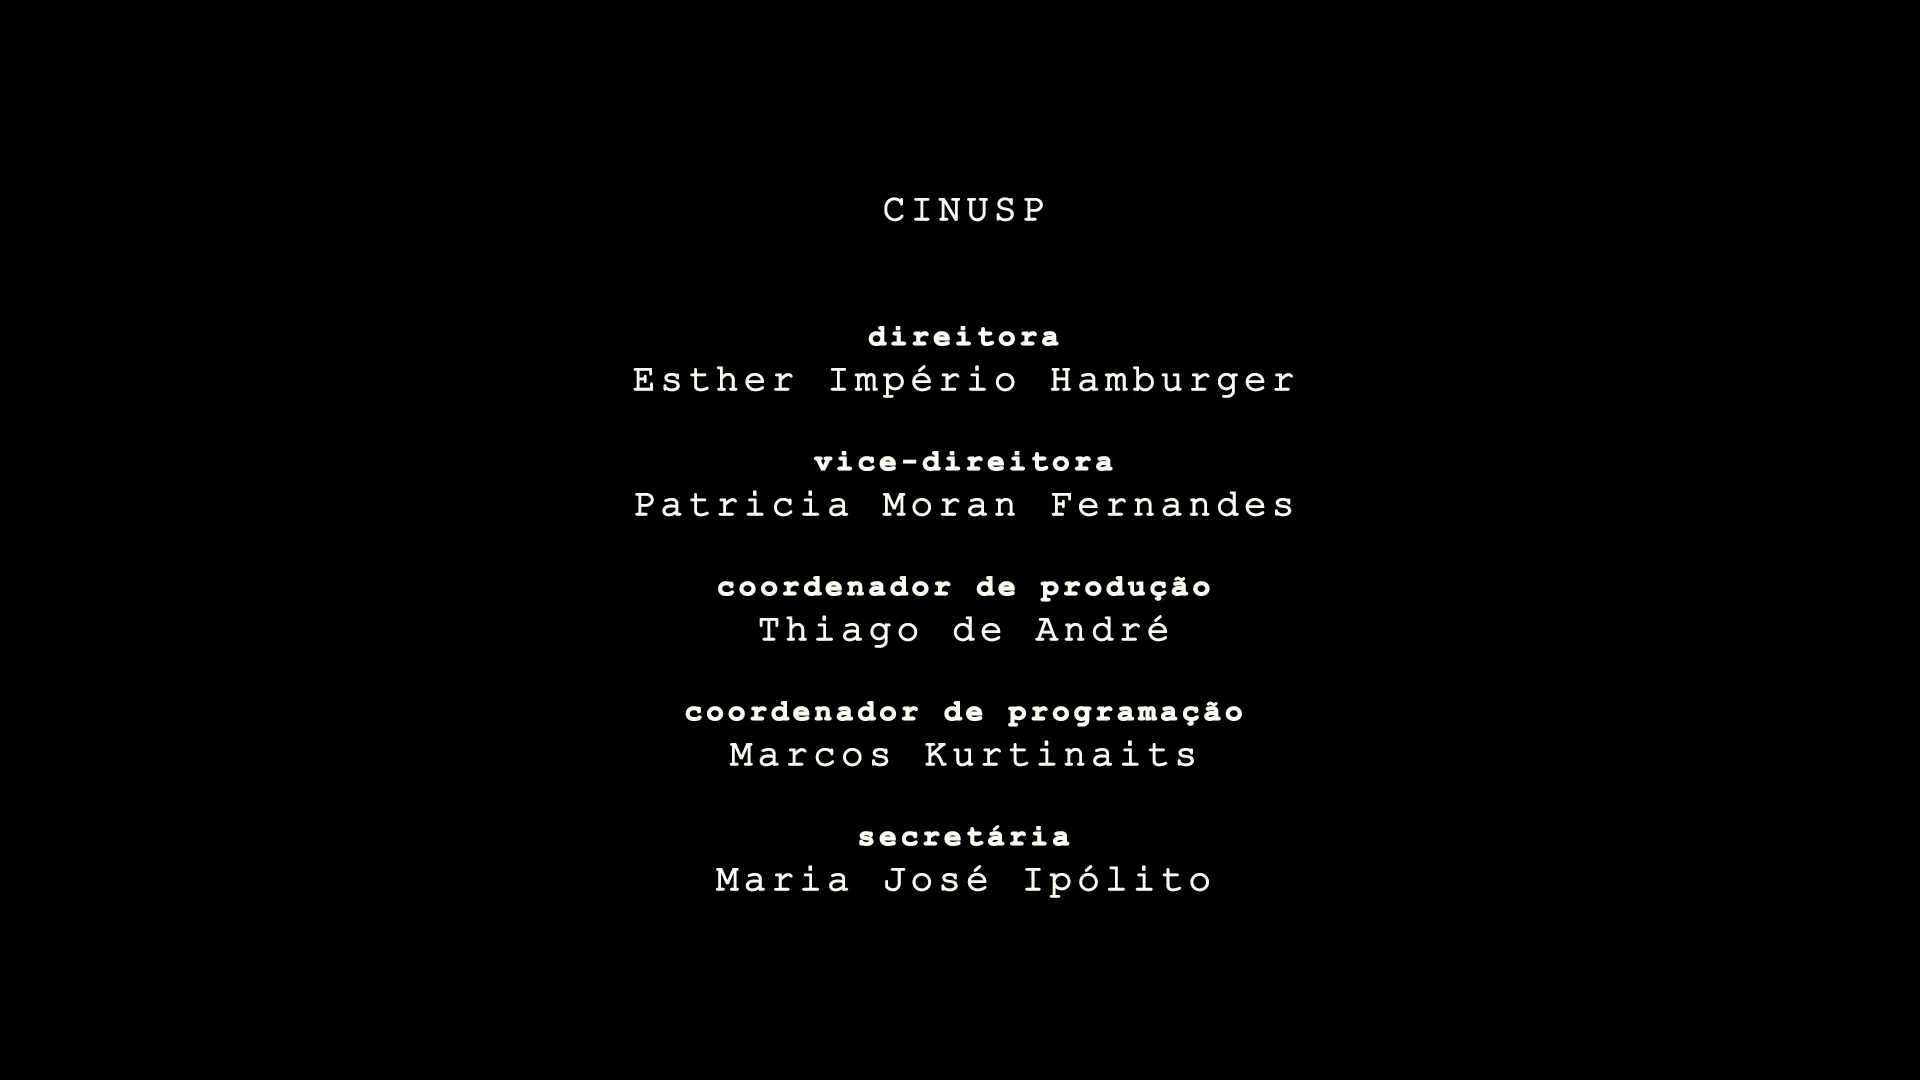 CINUSP
direitora
Esther Império Hamburger
vice-direitora
Patricia Moran Fernandes
coordenador de produção
Thiago de André
coordenador de programação
Marcos Kurtinaits
secretária
Maria José Ipólito